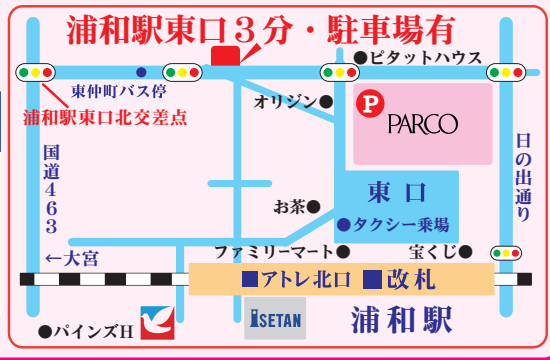 浦和駅東口3分・駐車場有
●ピタットハウス
東仲町バス停
オリジン●
浦和駅東口北交差点
P
PARCO
国道463
日の出通り
東口
お茶●
●タクシー乗場
ファミリーマート●
宝くじ●
←大宮
■アトレ北口 ■改札
●パインズH
ISETAN
浦和駅